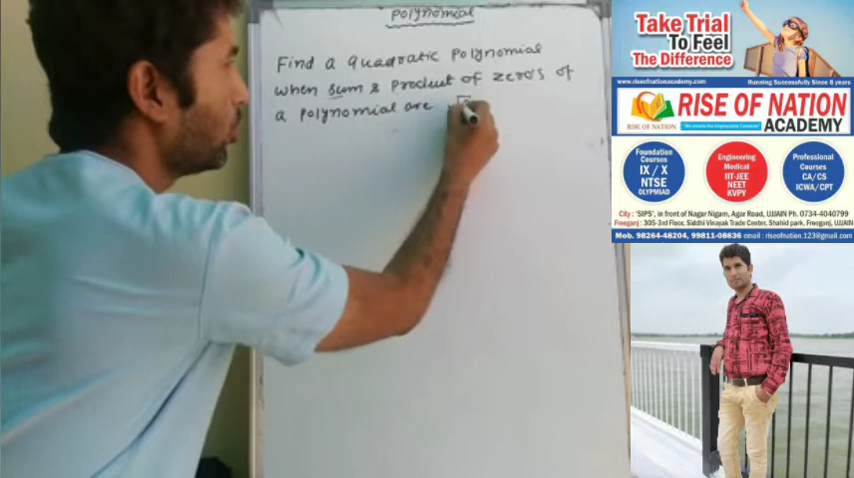 Polynomial
Find a quadratic Polynomial
when sum & Product of zero's of
a polynomial are
Take Trial
To Feel
The Difference
www.riseofnationacademy.com
Running Successfully Since 8 years
RISE OF NATION
ACADEMY
RISE OF NATION
Foundation
Courses
IX / X
NTSE
OLYMPIAD
Engineering
Medical
IIT-JEE
NEET
KVPY
Professional
Courses
CA/CS
ICWA/CPT
City : 'SIPS', in front of Nagar Nigam, Agar Road, UJJAIN Ph. 0734-4040799
Freeganj : 305-3rd Floor, Siddhi Vinayak Trade Center, Shahid park, Freeganj, UJJAIN
Mob. 98264-48204, 99811-08636 email : riseofnation.123@gmail.com